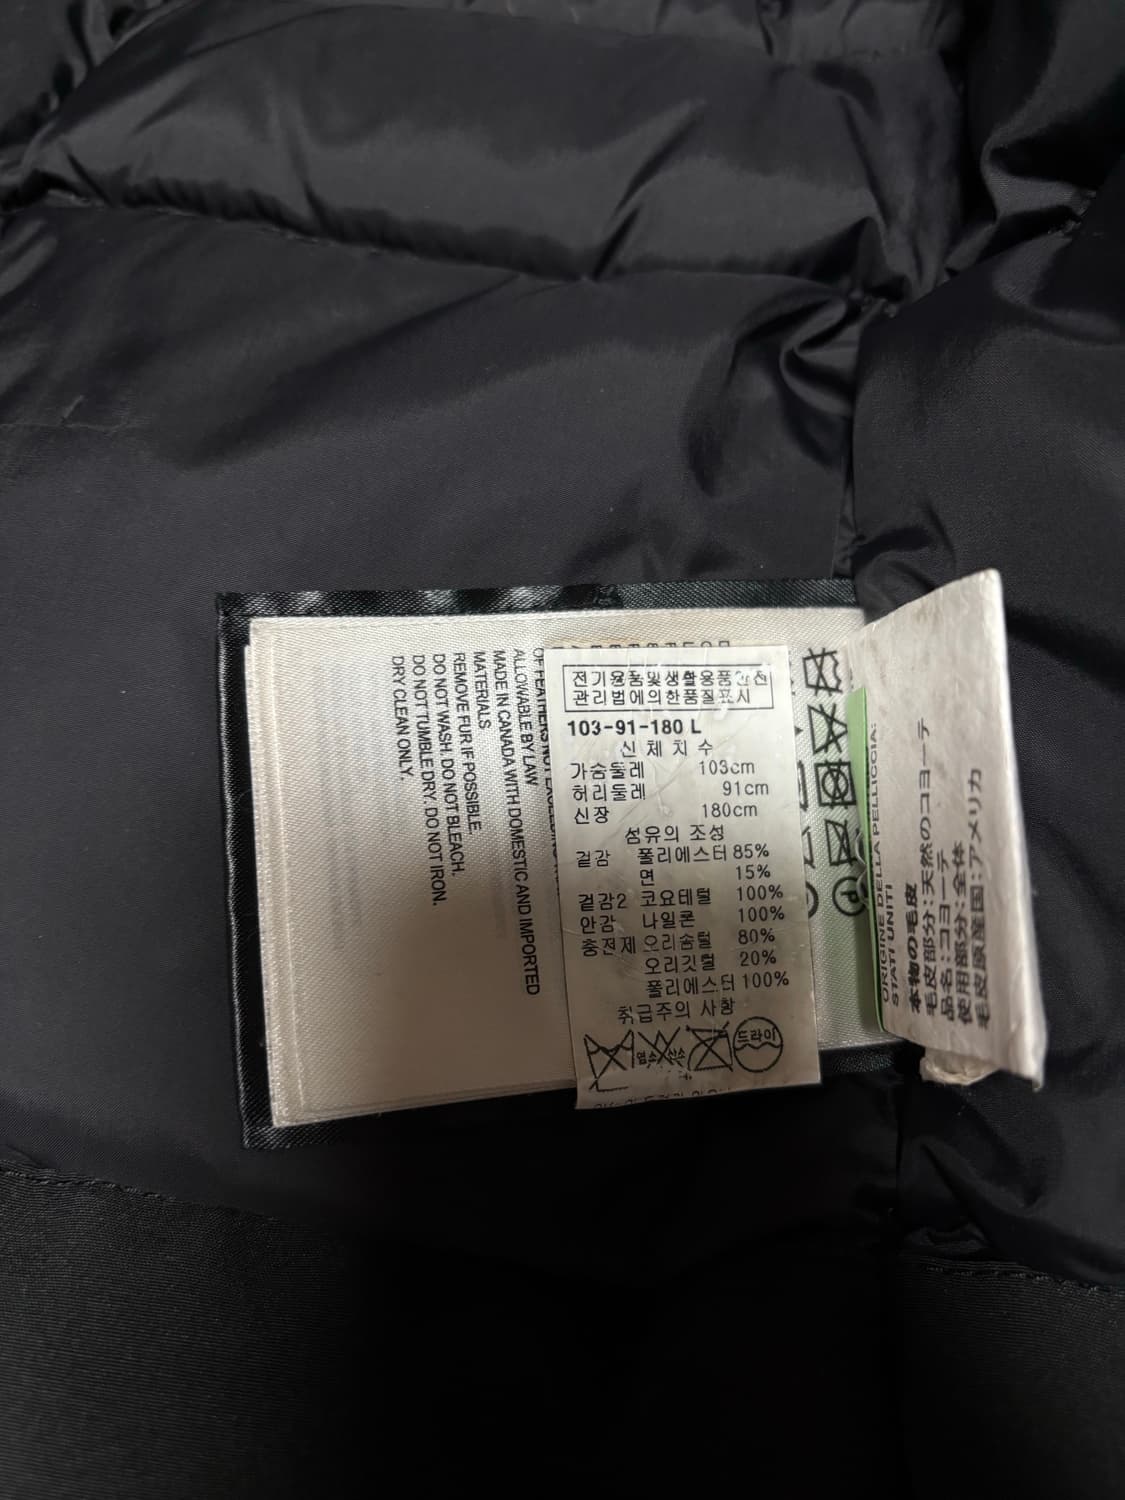 전기용품및생활용품안전
관리법에의한품질표시
103-91-180 L
신 체 치 수
가슴둘레 103cm
허리둘레 91cm
신장 180cm
섬유의 조성
겉감 폴리에스터 85%
면 15%
겉감2 코요테털 100%
안감 나일론 100%
충전제 오리솜털 80%
오리깃털 20%
폴리에스터 100%
취급주의 사항
염소 산소 드라이
ALLOWABLE BY LAW
MADE IN CANADA WITH DOMESTIC AND IMPORTED
MATERIALS
REMOVE FUR IF POSSIBLE.
DO NOT WASH. DO NOT BLEACH.
DO NOT TUMBLE DRY. DO NOT IRON.
DRY CLEAN ONLY.
P
ORIGINE DELLA PELLICCIA:
STATI UNITI
本物の毛皮
毛皮部分:天然のコヨーテ
品名:コヨーテ
使用部分:全体
毛皮原産国:アメリカ